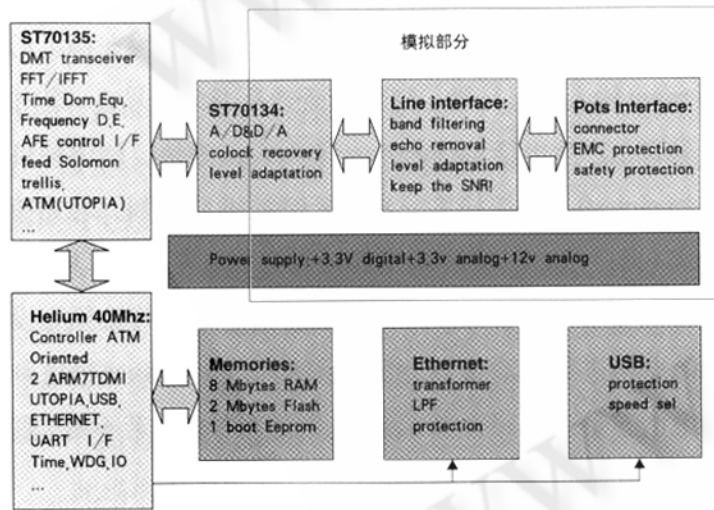 ST70135:
DMT transceiver
FFT/IFFT
Time Dom,Equ,
Frequency D,E,
AFE control I/F
feed Solomon
trellis,
ATM(UTOPIA)
...
模拟部分
ST70134:
A/D&D/A
colock recovery
level adaptation
Line interface:
band filtering
echo removal
level adaptation
keep the SNR!
Pots Interface:
connector
EMC protection
safety protection
Power supply:+3.3V digital+3.3v analog+12v analog
Helium 40Mhz:
Controller ATM
Oriented
2 ARM7TDMI
UTOPIA,USB,
ETHERNET,
UART I/F
Time,WDG,IO
...
Memories:
8 Mbytes RAM
2 Mbytes Flash
1 boot Eeprom
Ethernet:
transformer
LPF
protection
USB:
protection
speed sel